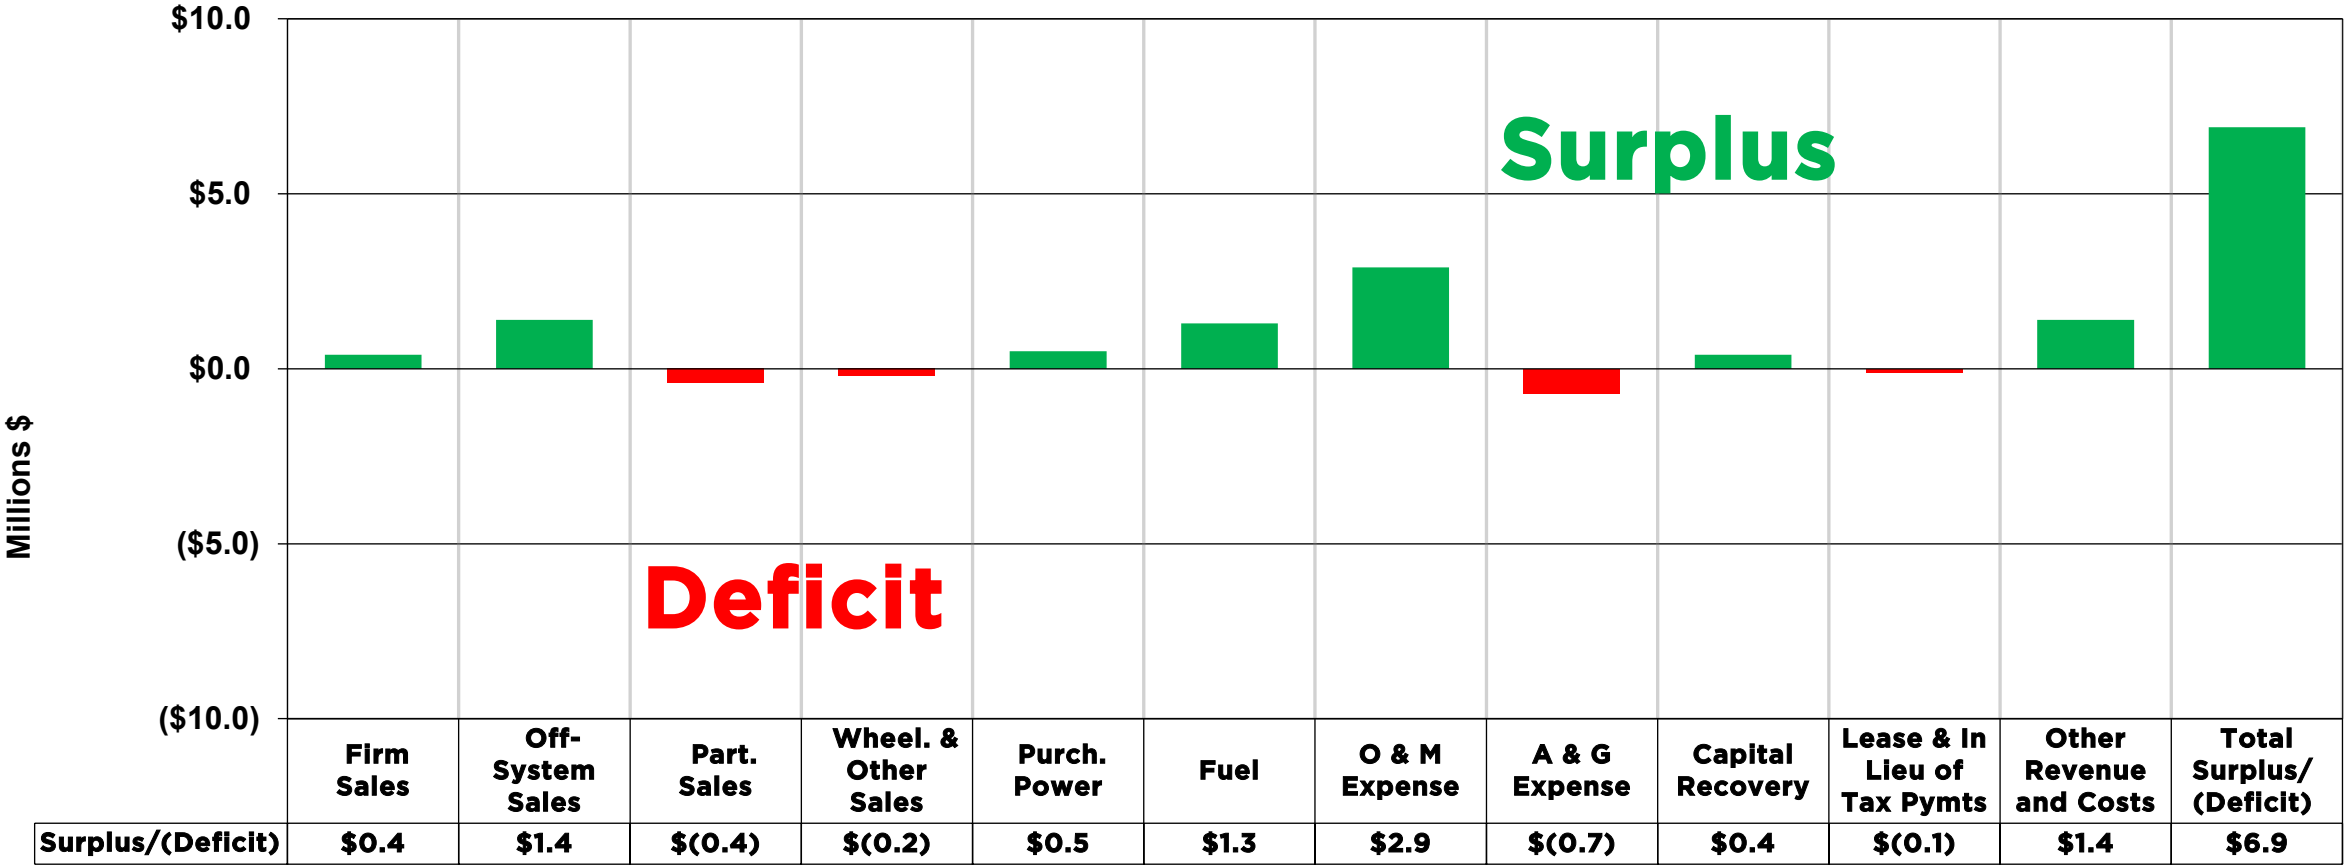 $10.0
$5.0
$0.0
($5.0)
($10.0)
Millions $
Surplus
Deficit
Firm
Sales
Off-
System
Sales
Part.
Sales
Wheel. &
Other
Sales
Purch.
Power
Fuel
O & M
Expense
A & G
Expense
Capital
Recovery
Lease & In
Lieu of
Tax Pymts
Other
Revenue
and Costs
Total
Surplus/
(Deficit)
Surplus/(Deficit) $0.4 $1.4 $(0.4) $(0.2) $0.5 $1.3 $2.9 $(0.7) $0.4 $(0.1) $1.4 $6.9